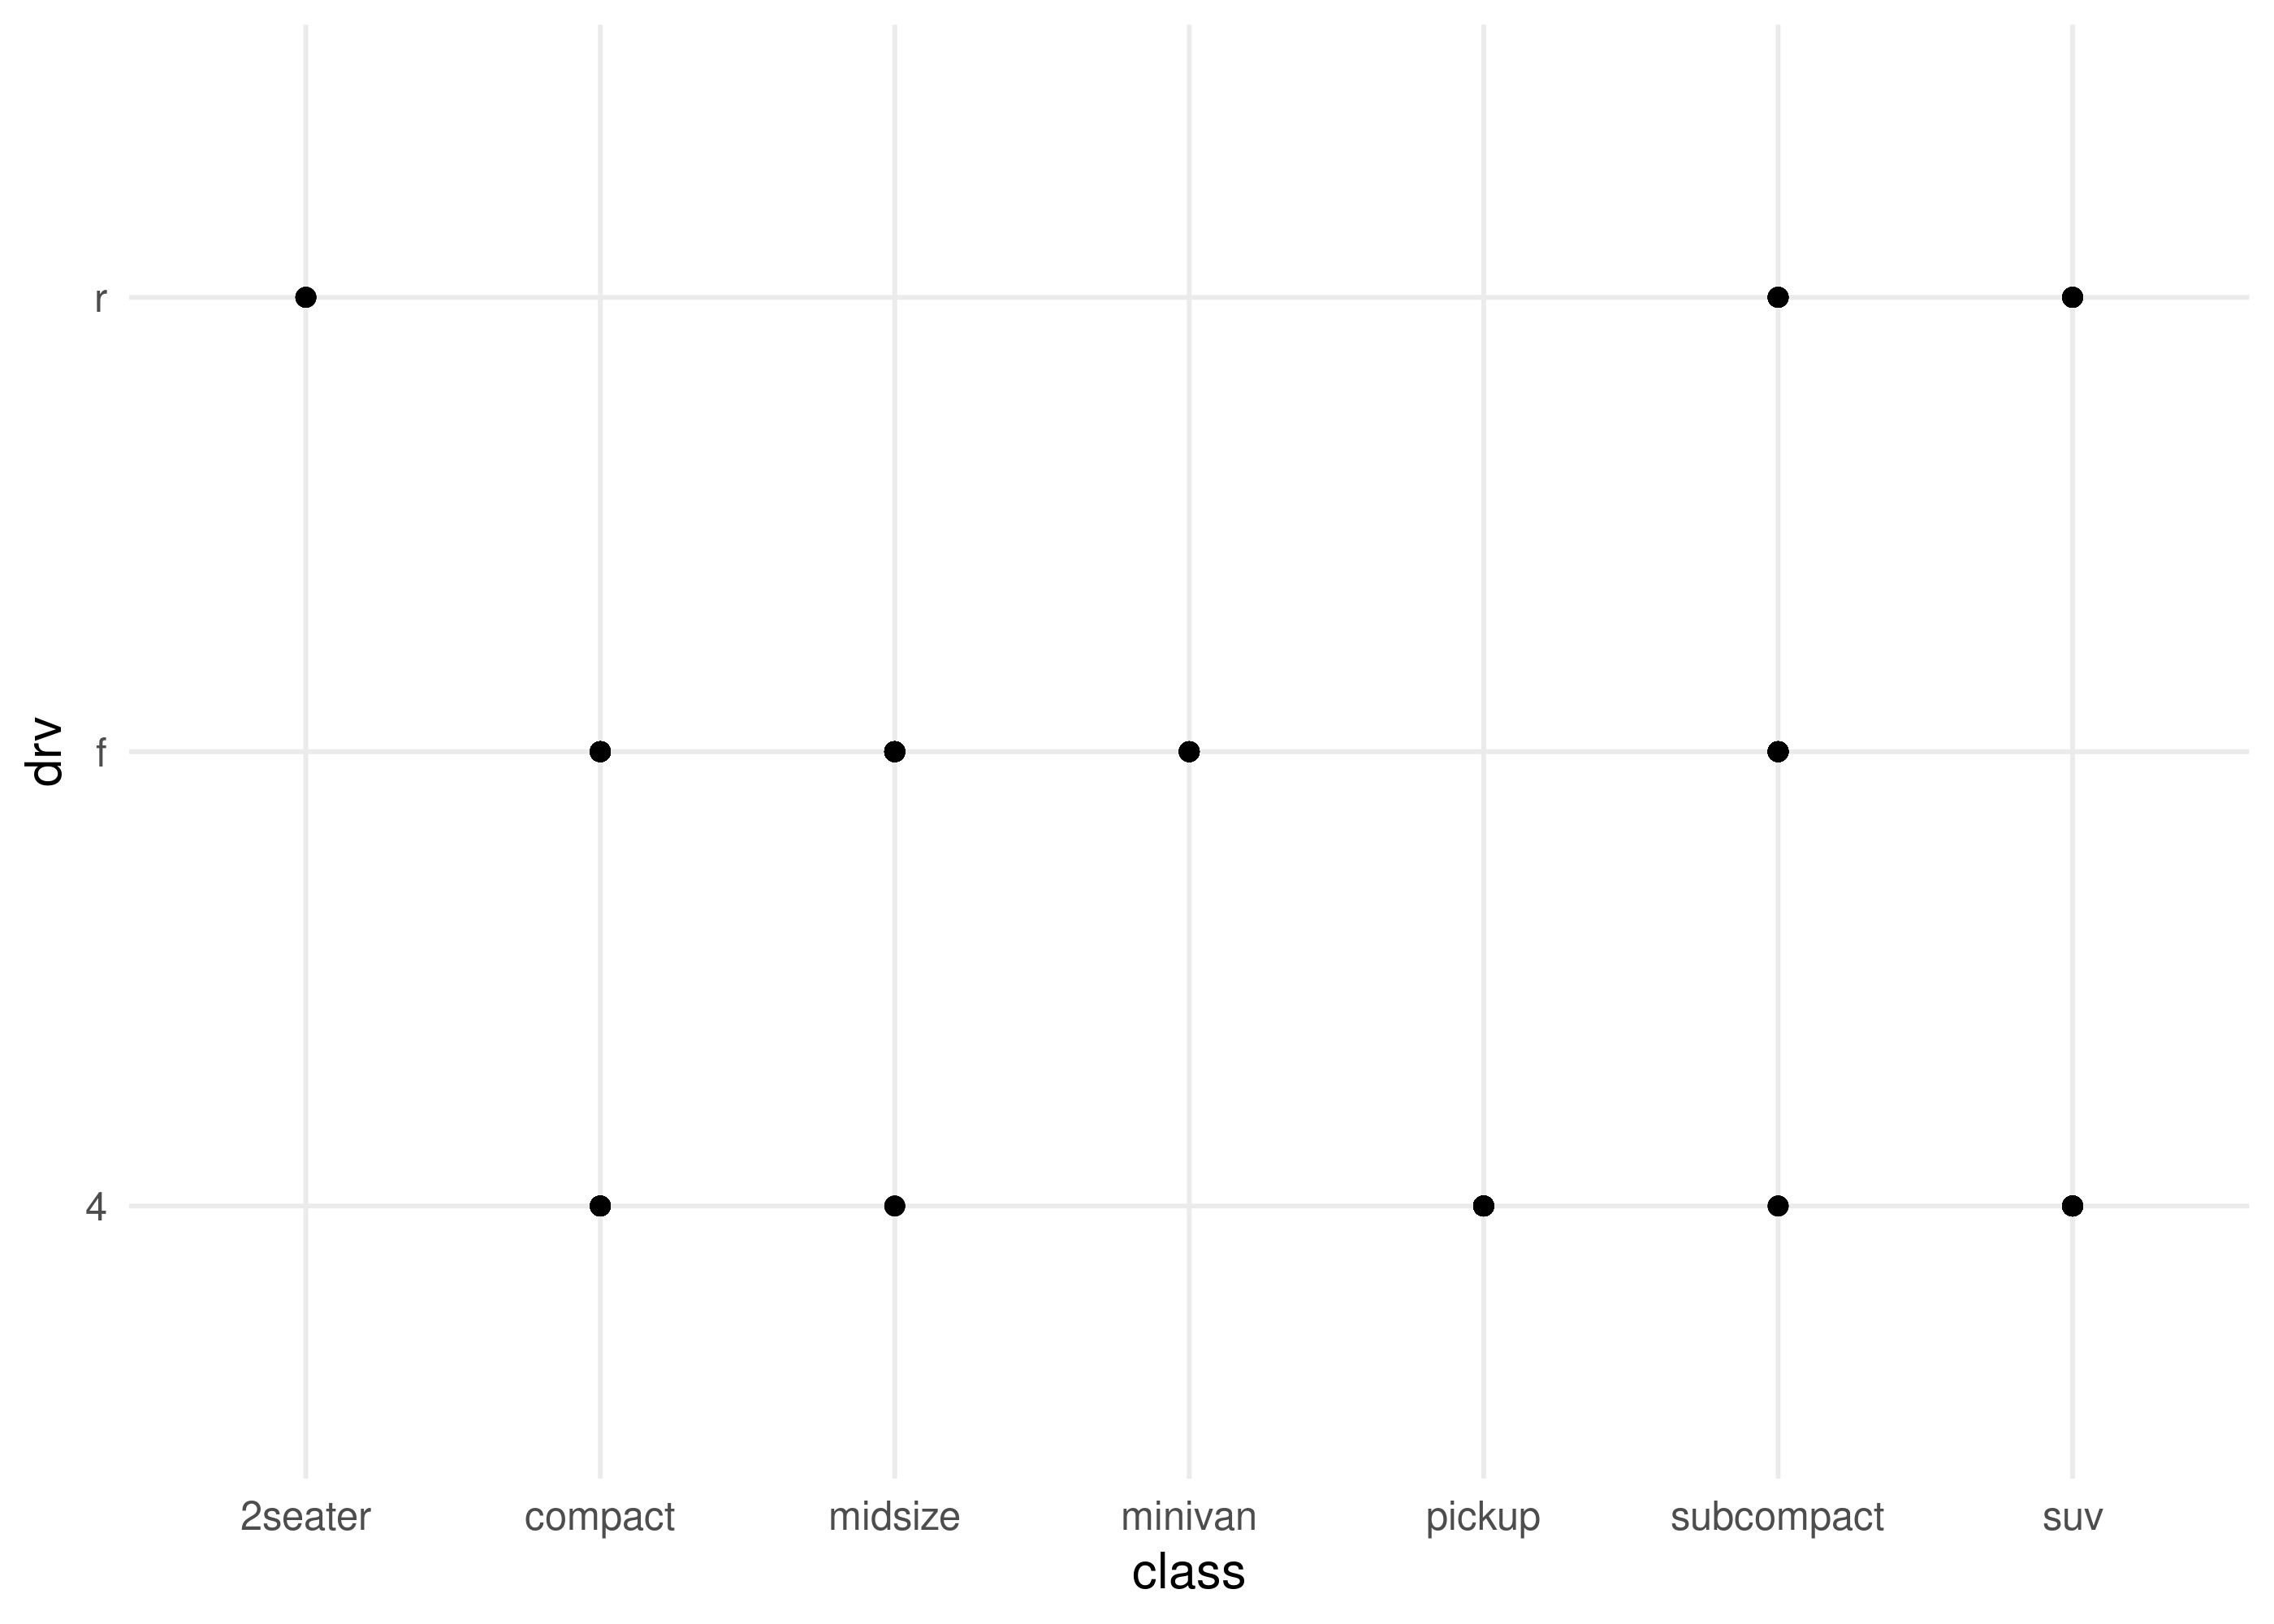 r
f
4
drv
2seater compact midsize minivan pickup subcompact suv
class